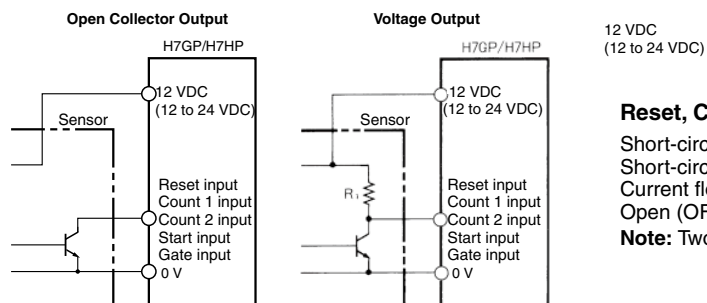 Open Collector Output
H7GP/H7HP
12 VDC
(12 to 24 VDC)
Sensor
Reset input
Count 1 input
Count 2 input
Start input
Gate input
0 V
Voltage Output
H7GP/H7HP
12 VDC
(12 to 24 VDC)
Sensor
R1
Reset input
Count 1 input
Count 2 input
Start input
Gate input
0 V
12 VDC
(12 to 24 VDC)
Reset, C
Short-circ
Short-circ
Current fl
Open (OF
Note: Two